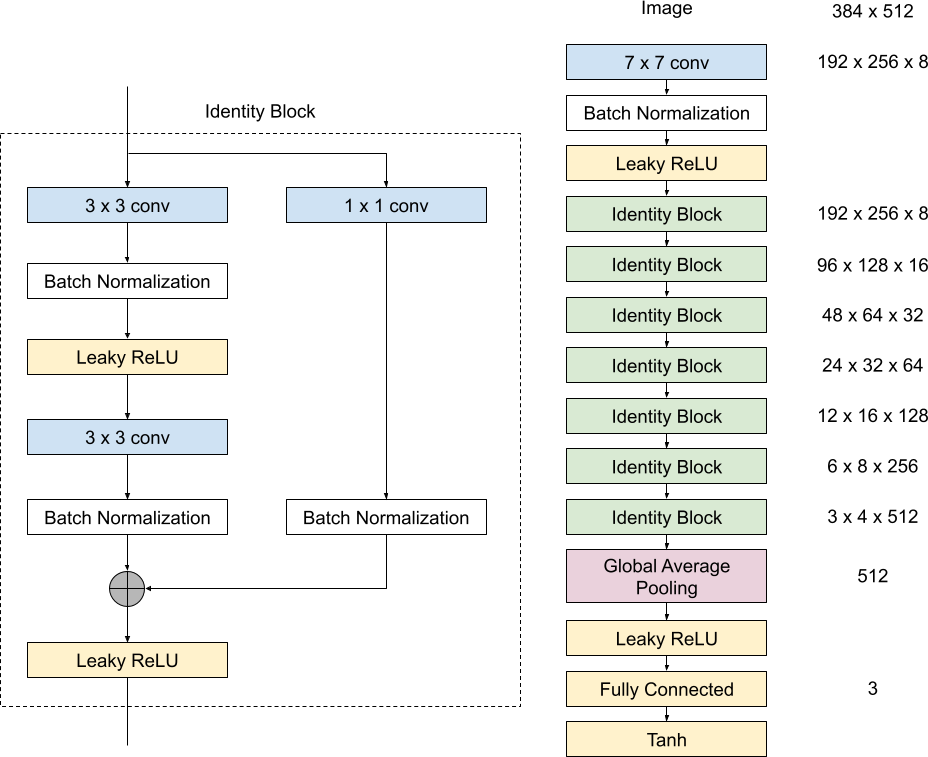 Identity Block
3 x 3 conv
1 x 1 conv
Batch Normalization
Leaky ReLU
3 x 3 conv
Batch Normalization
Batch Normalization
Leaky ReLU
Image
384 x 512
7 x 7 conv
192 x 256 x 8
Batch Normalization
Leaky ReLU
Identity Block
192 x 256 x 8
Identity Block
96 x 128 x 16
Identity Block
48 x 64 x 32
Identity Block
24 x 32 x 64
Identity Block
12 x 16 x 128
Identity Block
6 x 8 x 256
Identity Block
3 x 4 x 512
Global Average
Pooling
512
Leaky ReLU
Fully Connected
3
Tanh